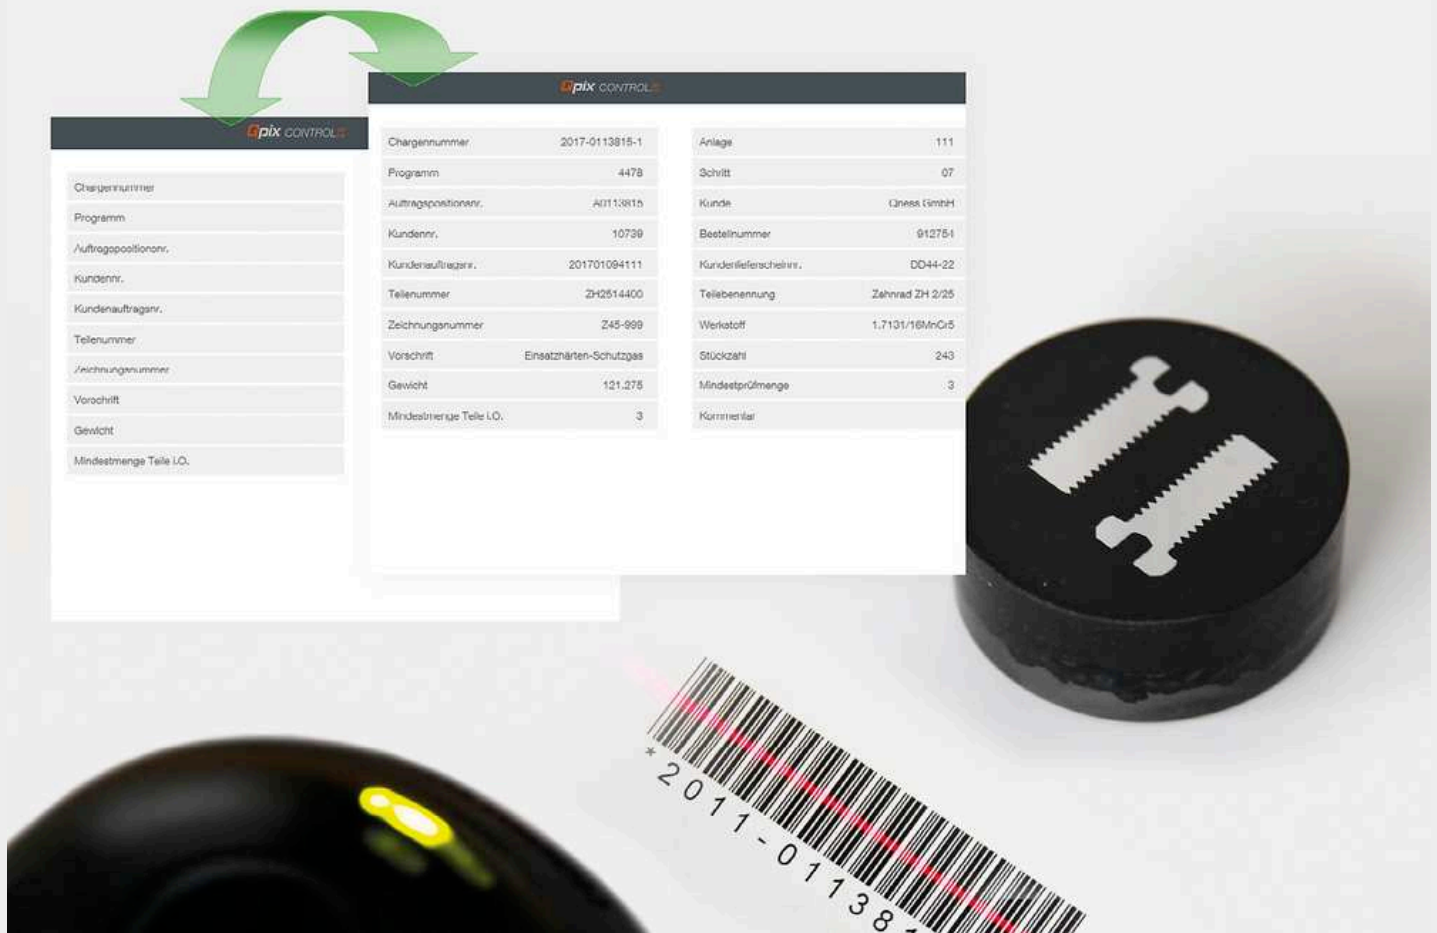 Qpix CONTROL
Chargennummer
Programm
Auftragspositionsnr.
Kundennr.
Kundenauftragsnr.
Teilenummer
Zeichnungsnummer
Vorschrift
Gewicht
Mindestmenge Teile i.O.
Qpix CONTROL
Chargennummer 2017-0113815-1
Programm 4478
Auftragspositionsnr. A0113815
Kundennr. 10739
Kundenauftragsnr. 201701094111
Teilenummer ZH2514400
Zeichnungsnummer Z45-999
Vorschrift Einsatzhärten-Schutzgas
Gewicht 121.275
Mindestmenge Teile i.O. 3
Anlage 111
Schritt 07
Kunde Qness GmbH
Bestellnummer 912754
Kundenlieferscheinnr. DD44-22
Teilebenennung Zahnrad ZH 2/25
Werkstoff 1.7131/16MnCr5
Stückzahl 243
Mindestprüfmenge 3
Kommentar
*2011-01138